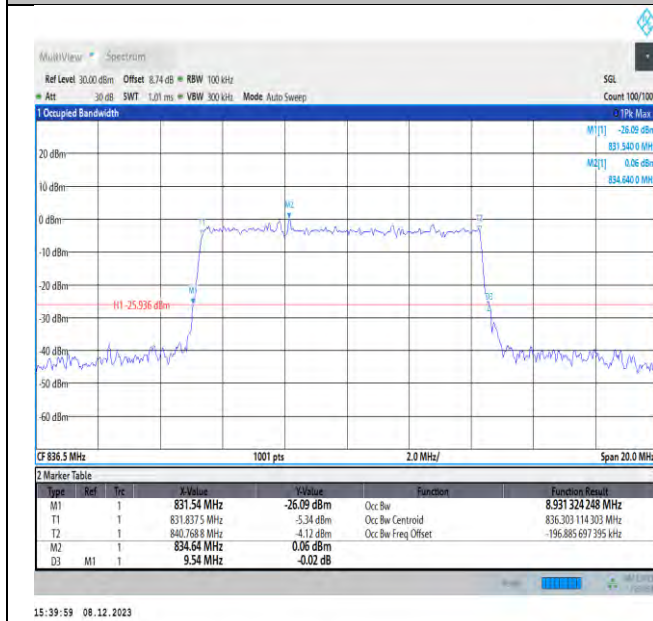 MultiView Spectrum
Ref Level 30.00 dBm Offset 8.74 dB RBW 100 kHz SGL
Att 30 dB SWT 1.01 ms VBW 300 kHz Mode Auto Sweep Count 100/100
1 Occupied Bandwidth 1Pk Max
M1[1] -26.09 dBm
831.540 0 MH
20 dBm M2[1] 0.06 dBm
834.640 0 MH
10 dBm
M2
0 dBm T1 T2
-10 dBm
-20 dBm
M1
H1 -25.936 dBm
-30 dBm
-40 dBm
-50 dBm
-60 dBm
CF 836.5 MHz 1001 pts 2.0 MHz/ Span 20.0 MHz
2 Marker Table
Type Ref Trc X-Value Y-Value Function Function Result
M1 1 831.54 MHz -26.09 dBm Occ Bw 8.931 324 248 MHz
T1 1 831.837 5 MHz -5.34 dBm Occ Bw Centroid 836.303 114 303 MHz
T2 1 840.768 8 MHz -4.12 dBm Occ Bw Freq Offset -196.885 697 395 kHz
M2 1 834.64 MHz 0.06 dBm
D3 M1 1 9.54 MHz -0.02 dB
15:39:59 08.12.2023